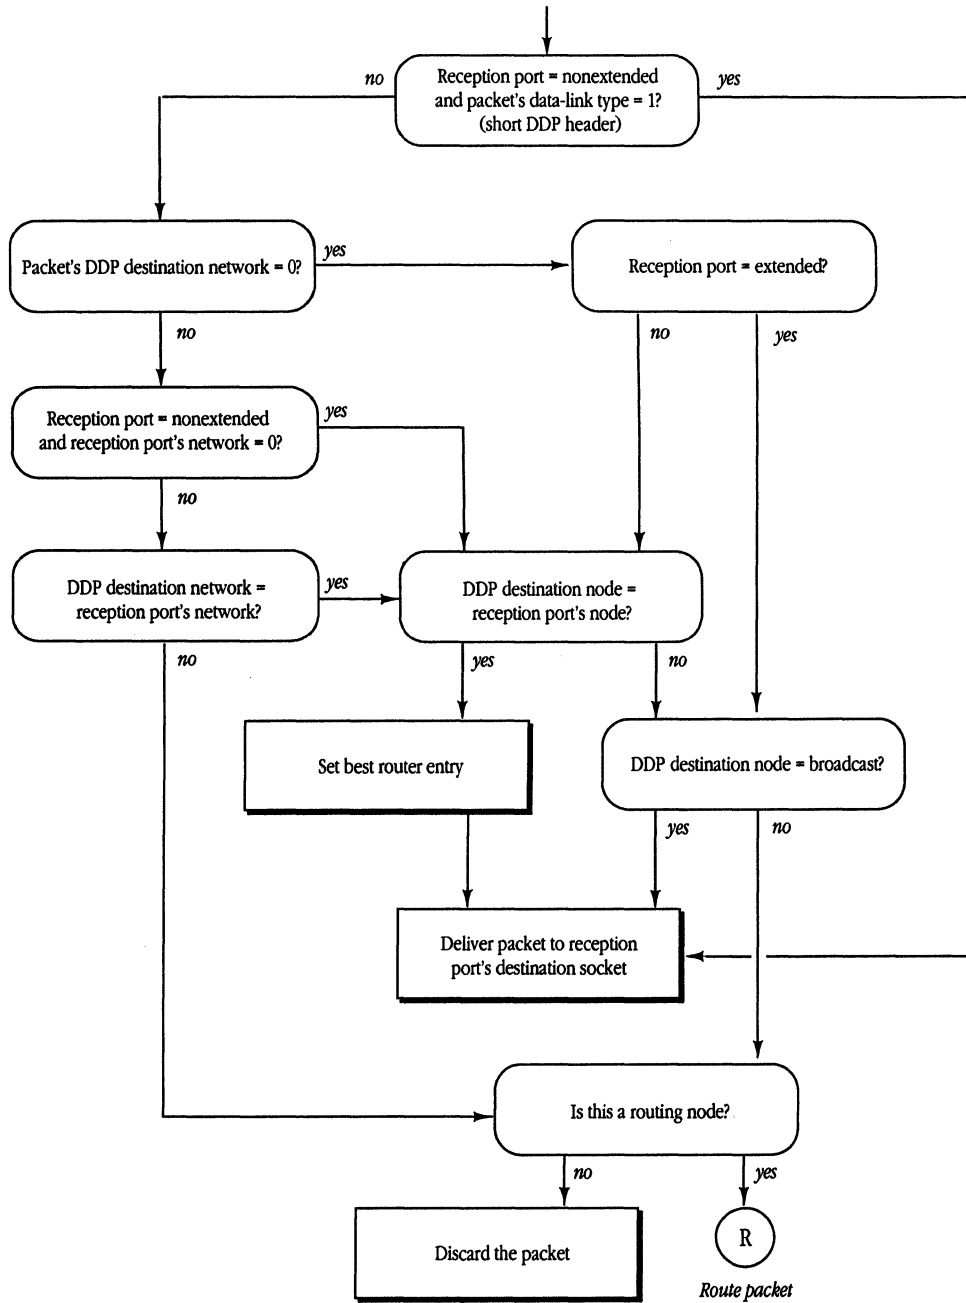 Reception port = nonextended
and packet's data-link type = 1?
(short DDP header)
no
yes
Packet's DDP destination network = 0?
yes
Reception port = extended?
no
no
yes
Reception port = nonextended
and reception port's network = 0?
yes
no
DDP destination network =
reception port's network?
yes
DDP destination node =
reception port's node?
no
yes
no
Set best router entry
DDP destination node = broadcast?
yes
no
Deliver packet to reception
port's destination socket
Is this a routing node?
no
yes
Discard the packet
R
Route packet